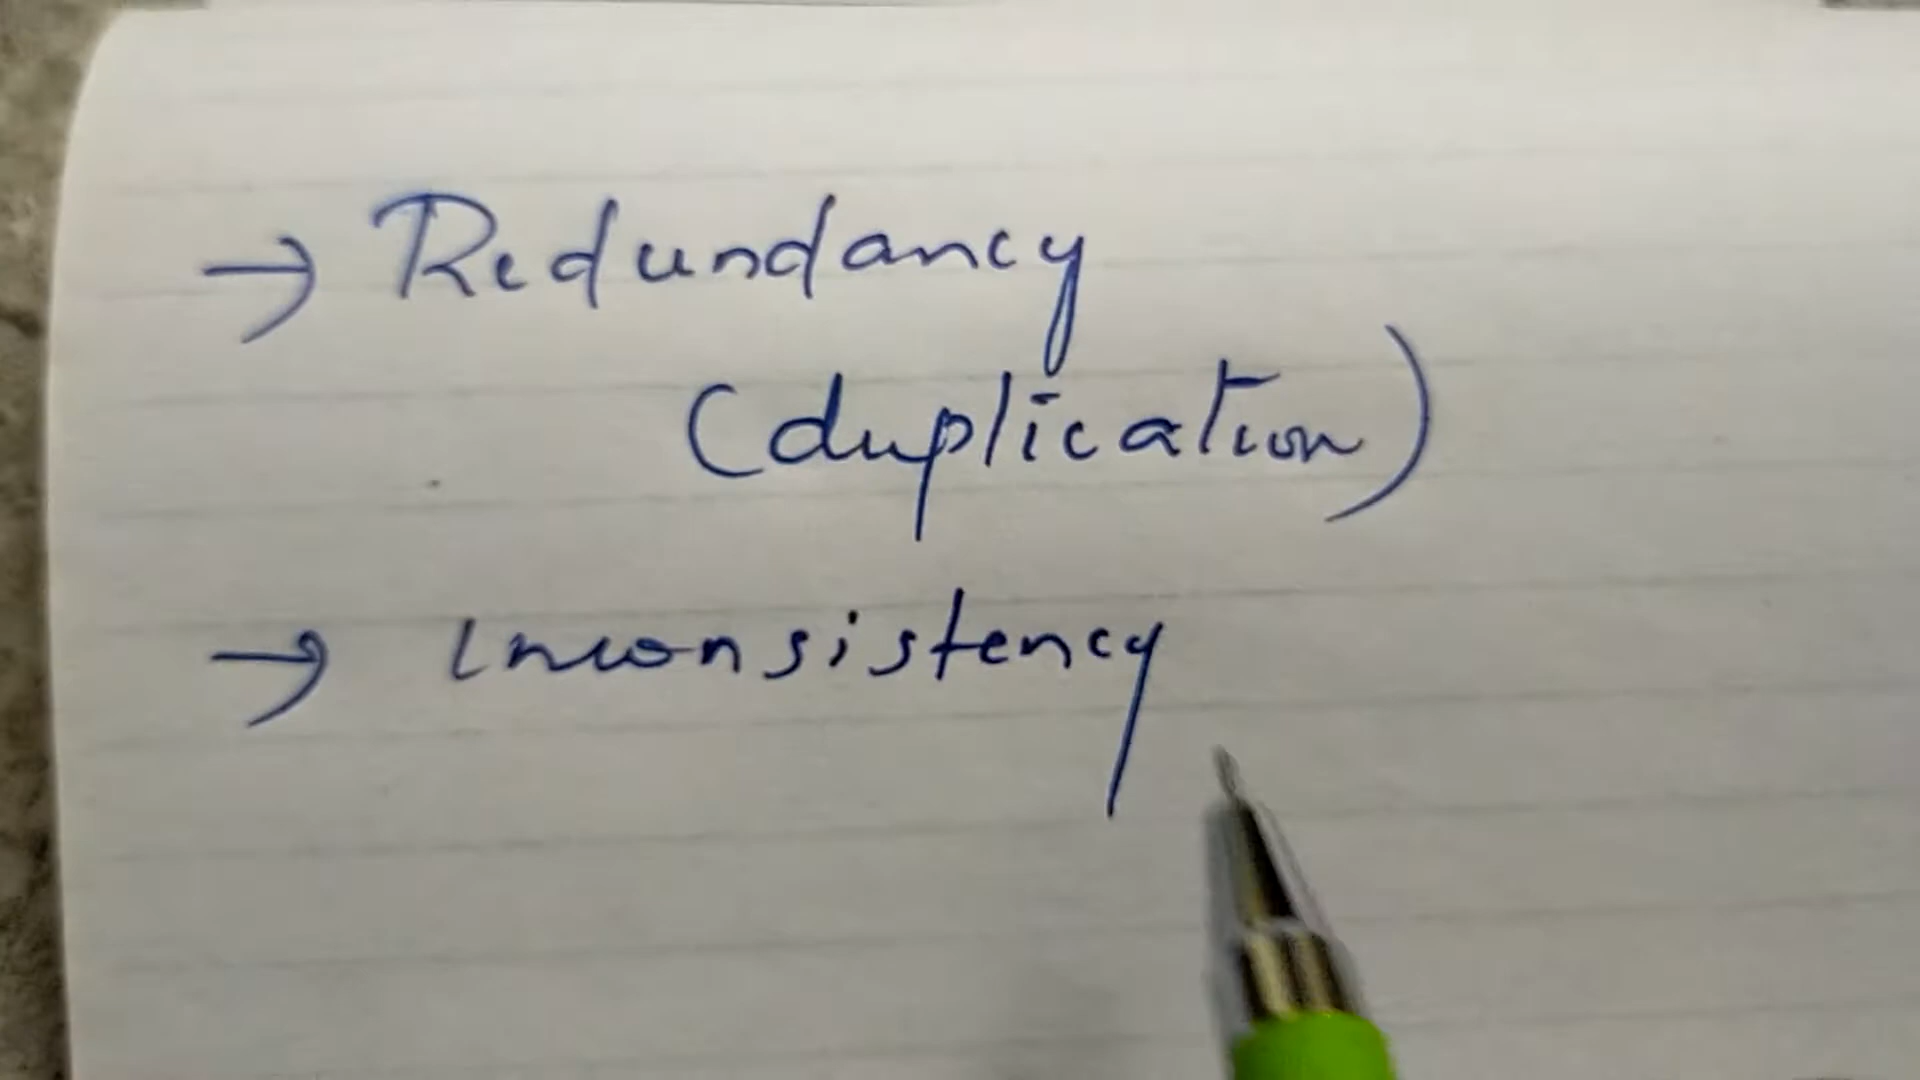 → Redundancy
(duplication)
→ Inconsistency